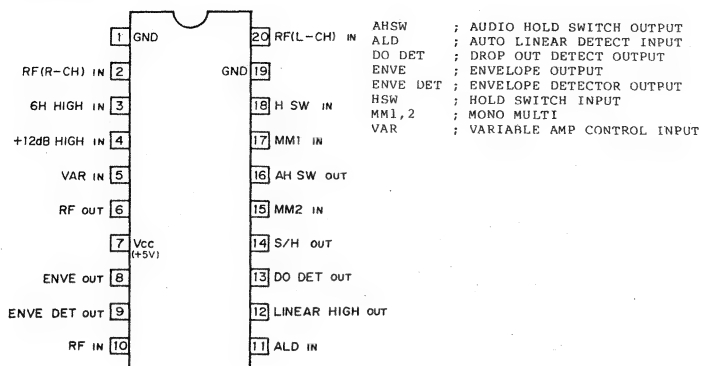 1 GND
RF(R-CH) IN 2
6H HIGH IN 3
+12dB HIGH IN 4
VAR IN 5
RF OUT 6
7 Vcc
(+5V)
ENVE OUT 8
ENVE DET OUT 9
RF IN 10
20 RF(L-CH) IN
GND 19
18 H SW IN
17 MM1 IN
16 AH SW OUT
15 MM2 IN
14 S/H OUT
13 DO DET OUT
12 LINEAR HIGH OUT
11 ALD IN
AHSW ; AUDIO HOLD SWITCH OUTPUT
ALD ; AUTO LINEAR DETECT INPUT
DO DET ; DROP OUT DETECT OUTPUT
ENVE ; ENVELOPE OUTPUT
ENVE DET ; ENVELOPE DETECTOR OUTPUT
HSW ; HOLD SWITCH INPUT
MM1,2 ; MONO MULTI
VAR ; VARIABLE AMP CONTROL INPUT